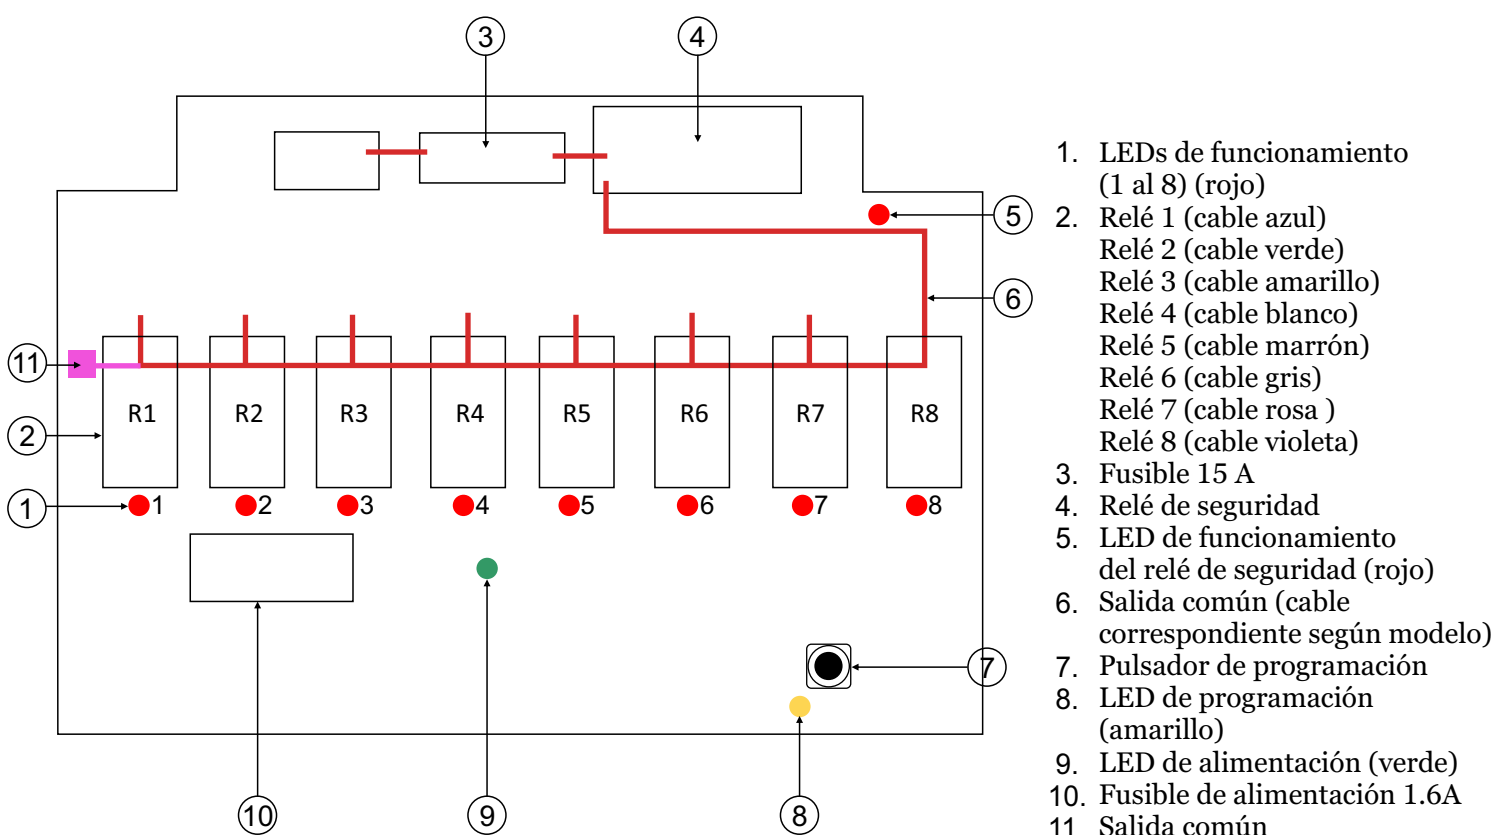 3
4
5
6
11
2
1
R1
R2
R3
R4
R5
R6
R7
R8
1
2
3
4
5
6
7
8
7
10
9
8
1. LEDs de funcionamiento
(1 al 8) (rojo)
2. Relé 1 (cable azul)
Relé 2 (cable verde)
Relé 3 (cable amarillo)
Relé 4 (cable blanco)
Relé 5 (cable marrón)
Relé 6 (cable gris)
Relé 7 (cable rosa )
Relé 8 (cable violeta)
3. Fusible 15 A
4. Relé de seguridad
5. LED de funcionamiento
del relé de seguridad (rojo)
6. Salida común (cable
correspondiente según modelo)
7. Pulsador de programación
8. LED de programación
(amarillo)
9. LED de alimentación (verde)
10. Fusible de alimentación 1.6A
11 Salida común